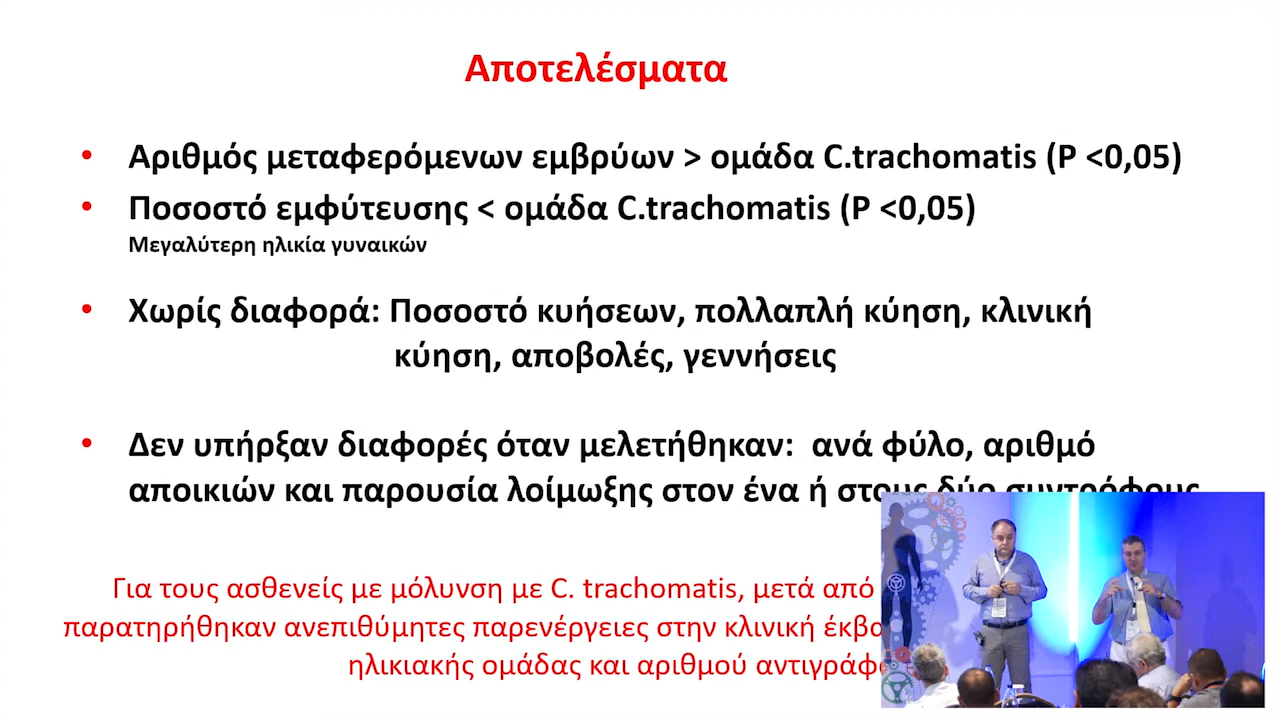 Αποτελέσματα
• Αριθμός μεταφερόμενων εμβρύων > ομάδα C.trachomatis (P <0,05)
• Ποσοστό εμφύτευσης < ομάδα C.trachomatis (P <0,05)
Μεγαλύτερη ηλικία γυναικών
• Χωρίς διαφορά: Ποσοστό κυήσεων, πολλαπλή κύηση, κλινική
κύηση, αποβολές, γεννήσεις
• Δεν υπήρξαν διαφορές όταν μελετήθηκαν: ανά φύλο, αριθμό
αποικιών και παρουσία λοίμωξης στον ένα ή στους δύο συντρόφους
Για τους ασθενείς με μόλυνση με C. trachomatis, μετά από
παρατηρήθηκαν ανεπιθύμητες παρενέργειες στην κλινική
ηλικιακής ομάδας και αριθμού